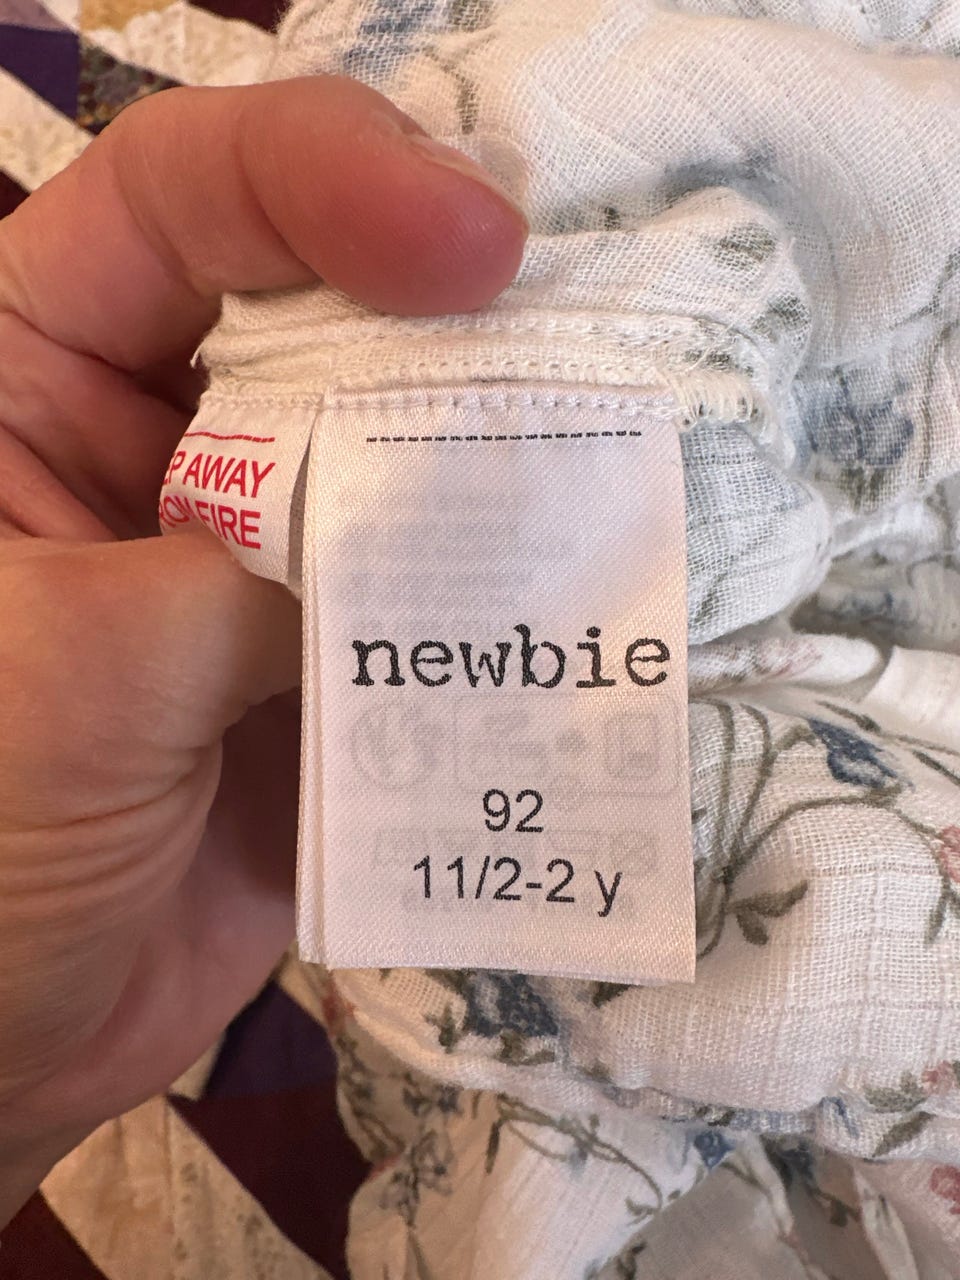 AWAY
FIRE
newbie
92
11/2-2 y